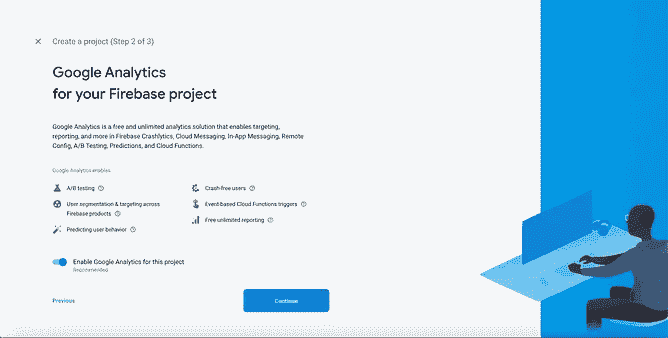 Create a project (Step 2 of 3)
Google Analytics
for your Firebase project
Google Analytics is a free and unlimited analytics solution that enables targeting,
reporting, and more in Firebase Crashlytics, Cloud Messaging, In-App Messaging, Remote
Config, A/B Testing, Predictions, and Cloud Functions.
Google Analytics enables
A/B testing
Crash-free users
User segmentation & targeting across
Firebase products
Event-based Cloud Functions triggers
Free unlimited reporting
Predicting user behavior
Enable Google Analytics for this project
Recommended
Previous
Continue